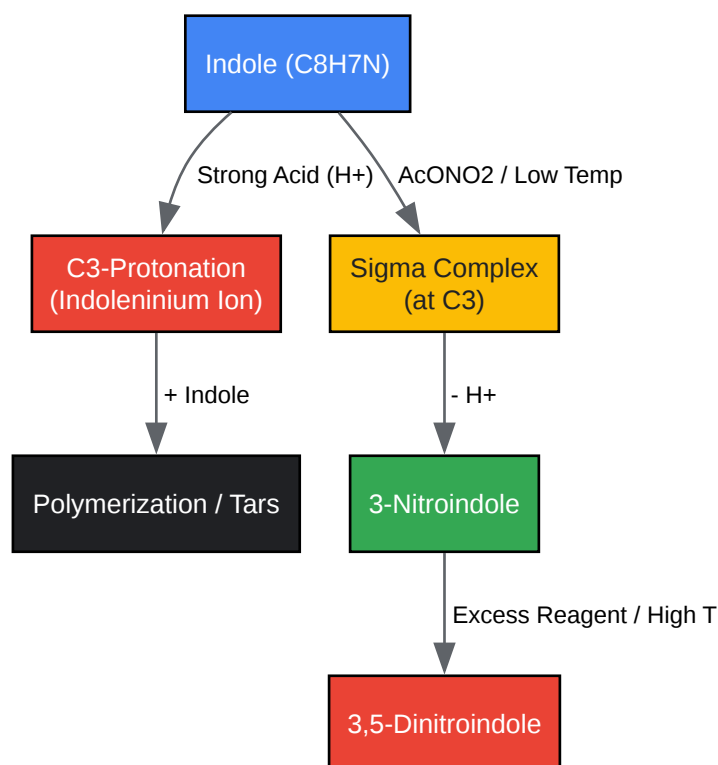 Indole (C8H7N)
Strong Acid (H+)
AcONO2 / Low Temp
C3-Protonation
(Indoleninium Ion)
Sigma Complex
(at C3)
+ Indole
- H+
Polymerization / Tars
3-Nitroindole
Excess Reagent / High T
3,5-Dinitroindole